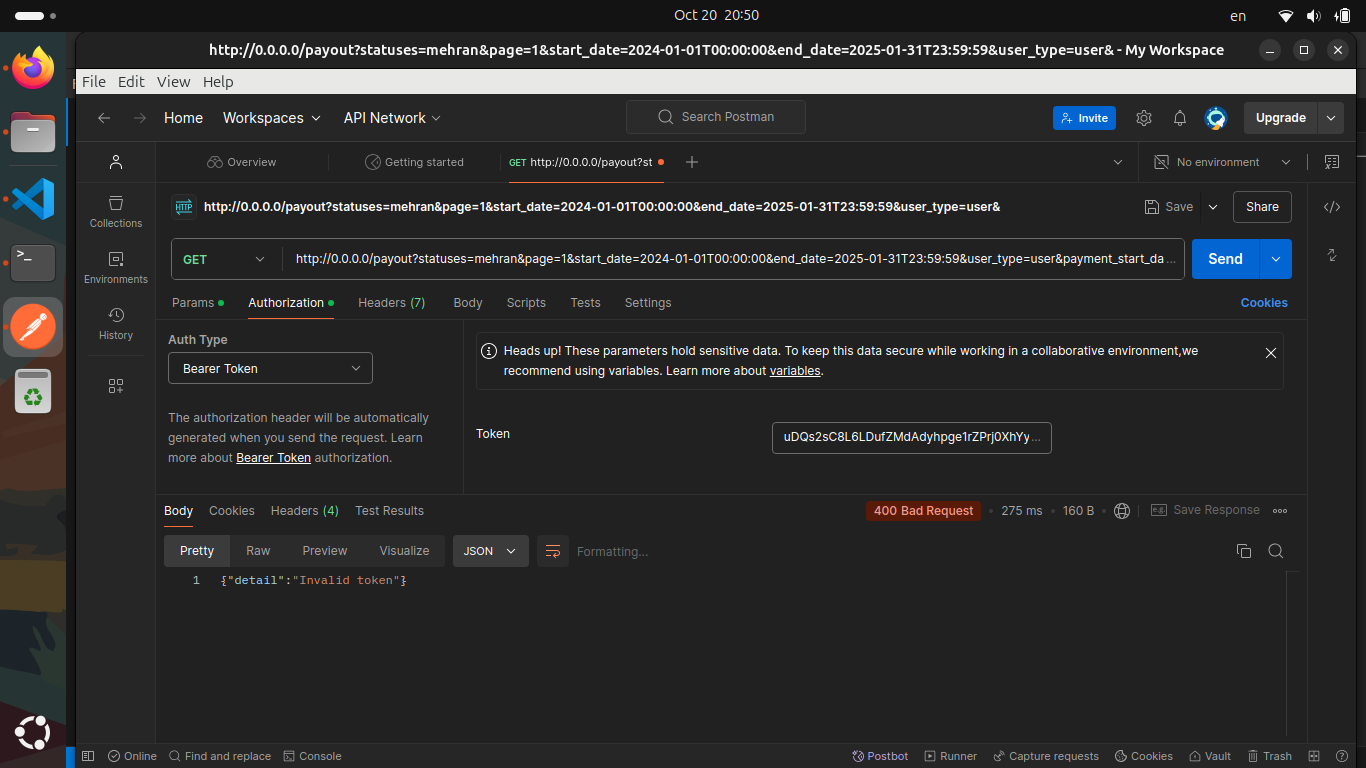 Oct 20 20:50
en
http://0.0.0.0/payout?statuses=mehran&page=1&start_date=2024-01-01T00:00:00&end_date=2025-01-31T23:59:59&user_type=user& - My Workspace
File Edit View Help
Home Workspaces API Network Search Postman Invite Upgrade
Overview Getting started GET http://0.0.0.0/payout?st No environment
HTTP http://0.0.0.0/payout?statuses=mehran&page=1&start_date=2024-01-01T00:00:00&end_date=2025-01-31T23:59:59&user_type=user& Save Share
Collections
GET http://0.0.0.0/payout?statuses=mehran&page=1&start_date=2024-01-01T00:00:00&end_date=2025-01-31T23:59:59&user_type=user&payment_start_da... Send
Environments
Params Authorization Headers (7) Body Scripts Tests Settings Cookies
History
Auth Type
Bearer Token
Heads up! These parameters hold sensitive data. To keep this data secure while working in a collaborative environment,we
recommend using variables. Learn more about variables.
The authorization header will be automatically
generated when you send the request. Learn
more about Bearer Token authorization.
Token uDQs2sC8L6LDufZMdAdyhpge1rZPrj0XhYy...
Body Cookies Headers (4) Test Results 400 Bad Request 275 ms 160 B e.g. Save Response
Pretty Raw Preview Visualize JSON Formatting...
1 {"detail":"Invalid token"}
Online Find and replace Console Postbot Runner Capture requests Cookies Vault Trash